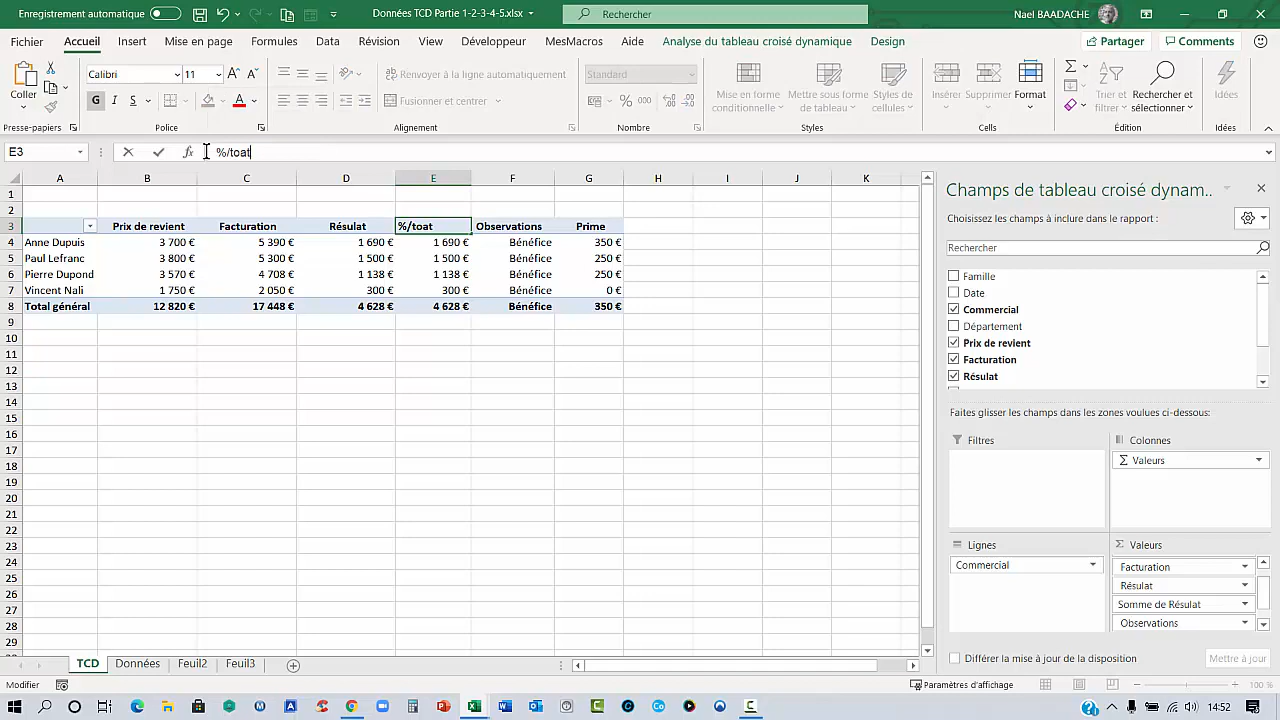 Enregistrement automatique
Données TCD Partie 1-2-3-4-5.xlsx
Rechercher
Nael BAADACHE
Fichier Accueil Insert Mise en page Formules Data Révision View Développeur MesMacros Aide Analyse du tableau croisé dynamique Design Partager Comments
Coller
Calibri 11
Renvoyer à la ligne automatiquement
Standard
G I S
Fusionner et centrer
% 000
Mise en forme conditionnelle
Mettre sous forme de tableau
Styles de cellules
Insérer
Supprimer
Format
Trier et filtrer
Rechercher et sélectionner
Idées
Presse-papiers Police Alignement Nombre Styles Cellules Édition Idées
E3 fx %/toat
A B C D E F G H I J K
1
2
3 Prix de revient Facturation Résulat %/toat Observations Prime
4 Anne Dupuis 3 700 € 5 390 € 1 690 € 1 690 € Bénéfice 350 €
5 Paul Lefranc 3 800 € 5 300 € 1 500 € 1 500 € Bénéfice 250 €
6 Pierre Dupond 3 570 € 4 708 € 1 138 € 1 138 € Bénéfice 250 €
7 Vincent Nali 1 750 € 2 050 € 300 € 300 € Bénéfice 0 €
8 Total général 12 820 € 17 448 € 4 628 € 4 628 € Bénéfice 350 €
9
10
11
12
13
14
15
16
17
18
19
20
21
22
23
24
25
26
27
28
29
Champs de tableau croisé dynam...
Choisissez les champs à inclure dans le rapport :
Rechercher
Famille
Date
Commercial
Département
Prix de revient
Facturation
Résulat
Faites glisser les champs dans les zones voulues ci-dessous:
Filtres
Colonnes
Σ Valeurs
Lignes
Commercial
Σ Valeurs
Facturation
Résulat
Somme de Résulat
Observations
Différer la mise à jour de la disposition
Mettre à jour
TCD Données Feuil2 Feuil3
Modifier
Paramètres d'affichage
100 %
14:52